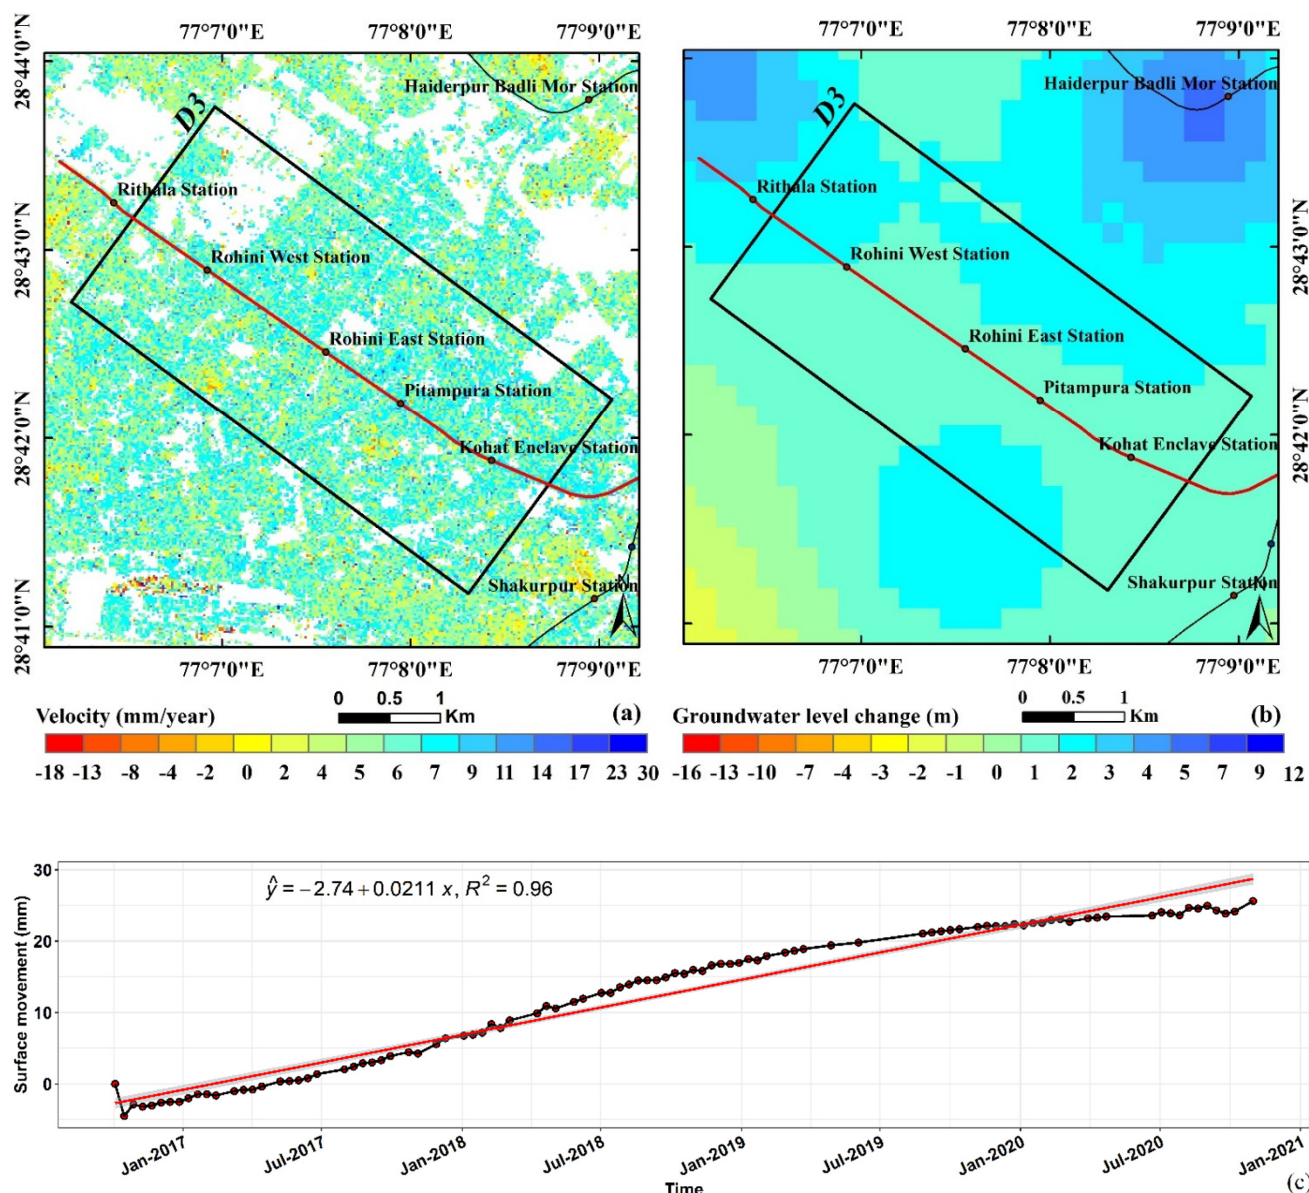 77°7'0"E 77°8'0"E 77°9'0"E 77°7'0"E 77°8'0"E 77°9'0"E
28°44'0"N
28°43'0"N
28°42'0"N
28°41'0"N
Haiderpur Badli Mor Station
D3
Rithala Station
Rohini West Station
Rohini East Station
Pitampura Station
Kohat Enclave Station
Shakurpur Station
N
77°7'0"E 77°8'0"E 77°9'0"E
Haiderpur Badli Mor Station
D3
Rithala Station
Rohini West Station
Rohini East Station
Pitampura Station
Kohat Enclave Station
Shakurpur Station
N
28°43'0"N
28°42'0"N
77°7'0"E 77°8'0"E 77°9'0"E
Velocity (mm/year)
0 0.5 1
Km
(a)
-18 -13 -8 -4 -2 0 2 4 5 6 7 9 11 14 17 23 30
Groundwater level change (m)
0 0.5 1
Km
(b)
-16 -13 -10 -7 -4 -3 -2 -1 0 1 2 3 4 5 7 9 12
ŷ = −2.74 + 0.0211 x, R² = 0.96
Surface movement (mm)
30
20
10
0
Jan-2017 Jul-2017 Jan-2018 Jul-2018 Jan-2019 Jul-2019 Jan-2020 Jul-2020 Jan-2021
Time
(c)